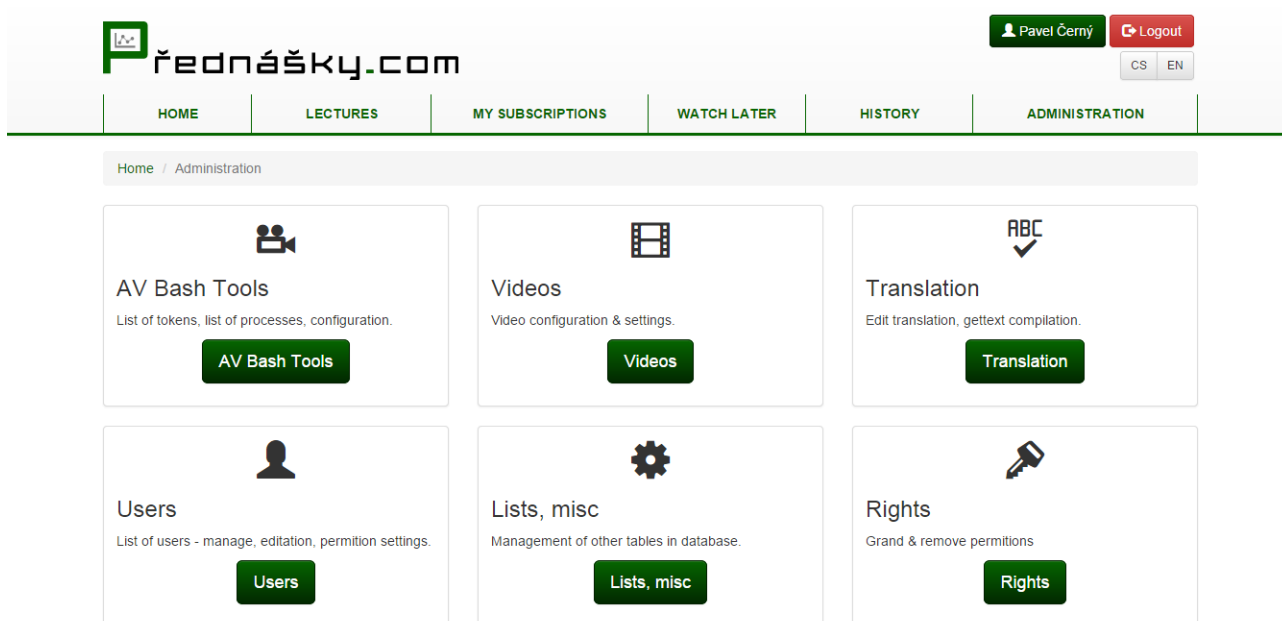 Pavel Černý Logout
Přednášky.com
CS EN
HOME LECTURES MY SUBSCRIPTIONS WATCH LATER HISTORY ADMINISTRATION
Home / Administration
ABC
AV Bash Tools Videos Translation
List of tokens, list of processes, configuration. Video configuration & settings. Edit translation, gettext compilation.
AV Bash Tools Videos Translation
Users Lists, misc Rights
List of users - manage, editation, permition settings. Management of other tables in database. Grand & remove permitions
Users Lists, misc Rights